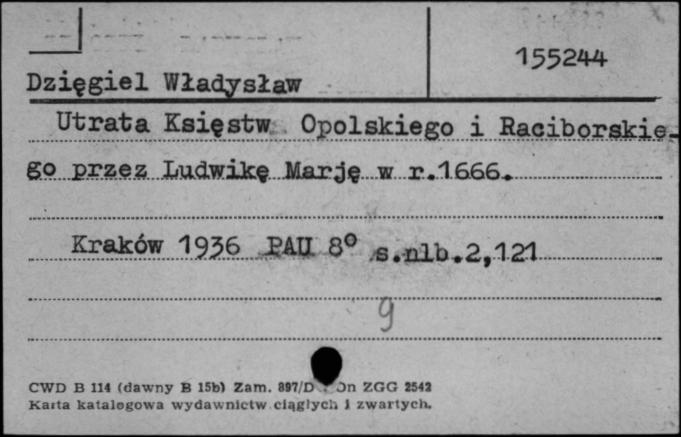 155244
Dzięgiel Władysław
Utrata Księstw Opolskiego i Raciborskie-
go przez Ludwikę Marję w r.1666.
Kraków 1936 PAU 8° s.nlb.2,121
9
CWD B 114 (dawny B 15b) Zam. 897/D ZGG 2542
Karta katalogowa wydawnictw ciągłych i zwartych.